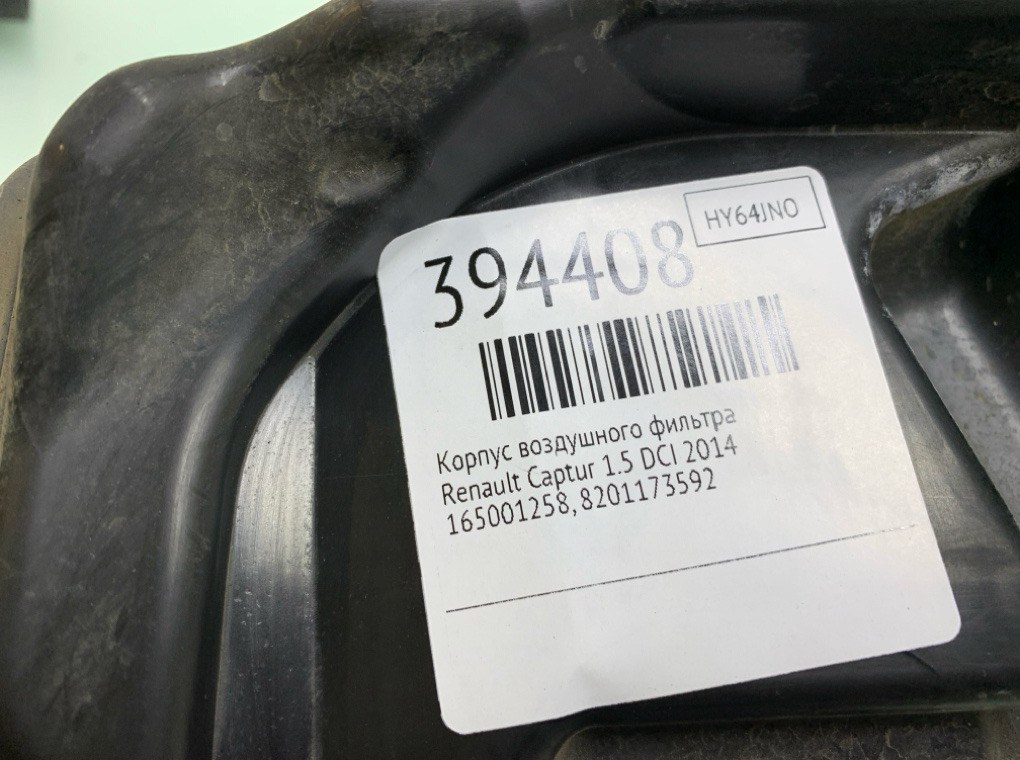 HY64JNO
394408
Корпус воздушного фильтра
Renault Captur 1.5 DCI 2014
165001258, 8201173592